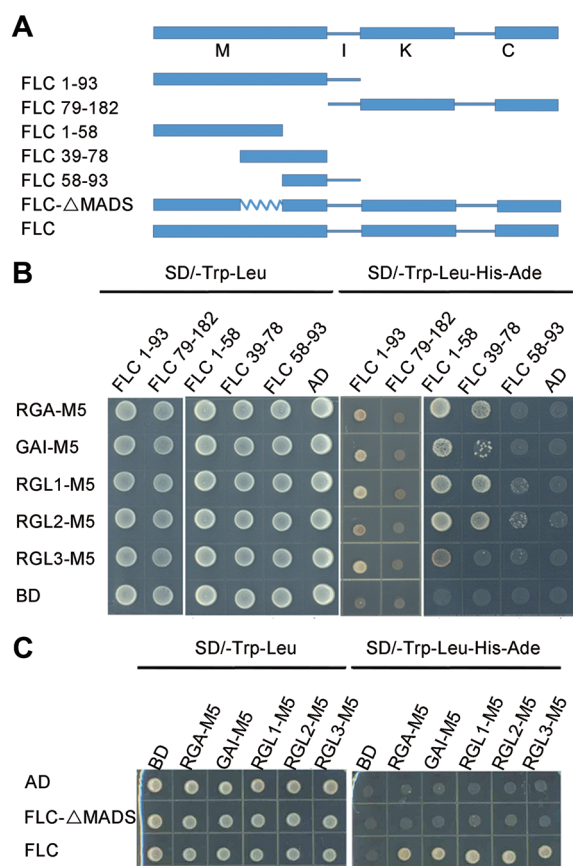 A
M I K C
FLC 1-93
FLC 79-182
FLC 1-58
FLC 39-78
FLC 58-93
FLC-△MADS
FLC
B
SD/-Trp-Leu SD/-Trp-Leu-His-Ade
FLC 1-93 FLC 79-182 FLC 1-58 FLC 39-78 FLC 58-93 AD FLC 1-93 FLC 79-182 FLC 1-58 FLC 39-78 FLC 58-93 AD
RGA-M5
GAI-M5
RGL1-M5
RGL2-M5
RGL3-M5
BD
C
SD/-Trp-Leu SD/-Trp-Leu-His-Ade
BD RGA-M5 GAI-M5 RGL1-M5 RGL2-M5 RGL3-M5 BD RGA-M5 GAI-M5 RGL1-M5 RGL2-M5 RGL3-M5
AD
FLC-△MADS
FLC